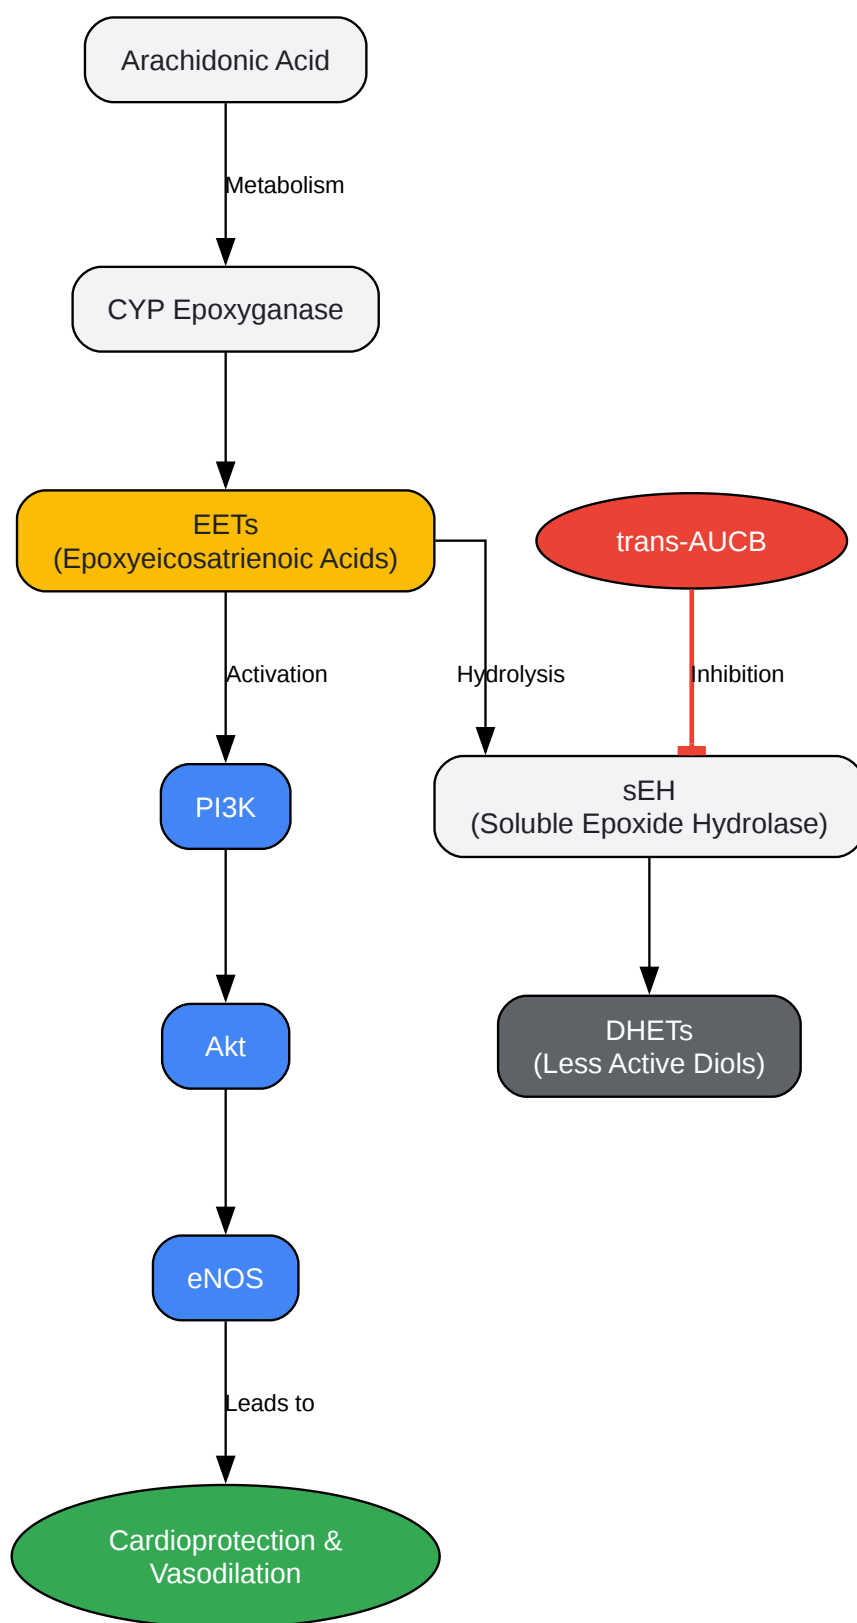 Arachidonic Acid
Metabolism
CYP Epoxyganase
EETs
(Epoxyeicosatrienoic Acids)
trans-AUCB
Activation
Hydrolysis
Inhibition
PI3K
sEH
(Soluble Epoxide Hydrolase)
Akt
DHETs
(Less Active Diols)
eNOS
Leads to
Cardioprotection &
Vasodilation